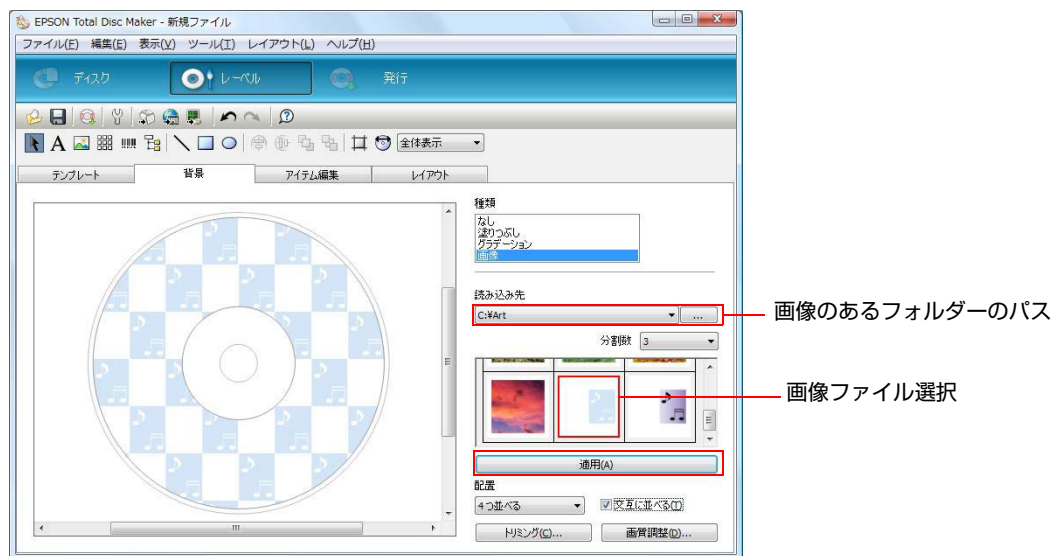 EPSON Total Disc Maker - 新規ファイル
ファイル(F) 編集(E) 表示(V) ツール(T) レイアウト(L) ヘルプ(H)
ディスク レーベル 発行
全体表示
テンプレート 背景 アイテム編集 レイアウト
種類
なし
塗りつぶし
グラデーション
画像
読み込み先
C:¥Art ...
画像のあるフォルダーのパス
分割数 3
画像ファイル選択
適用(A)
配置
4つ並べる 交互に並べる(T)
トリミング(C)... 画質調整(D)...